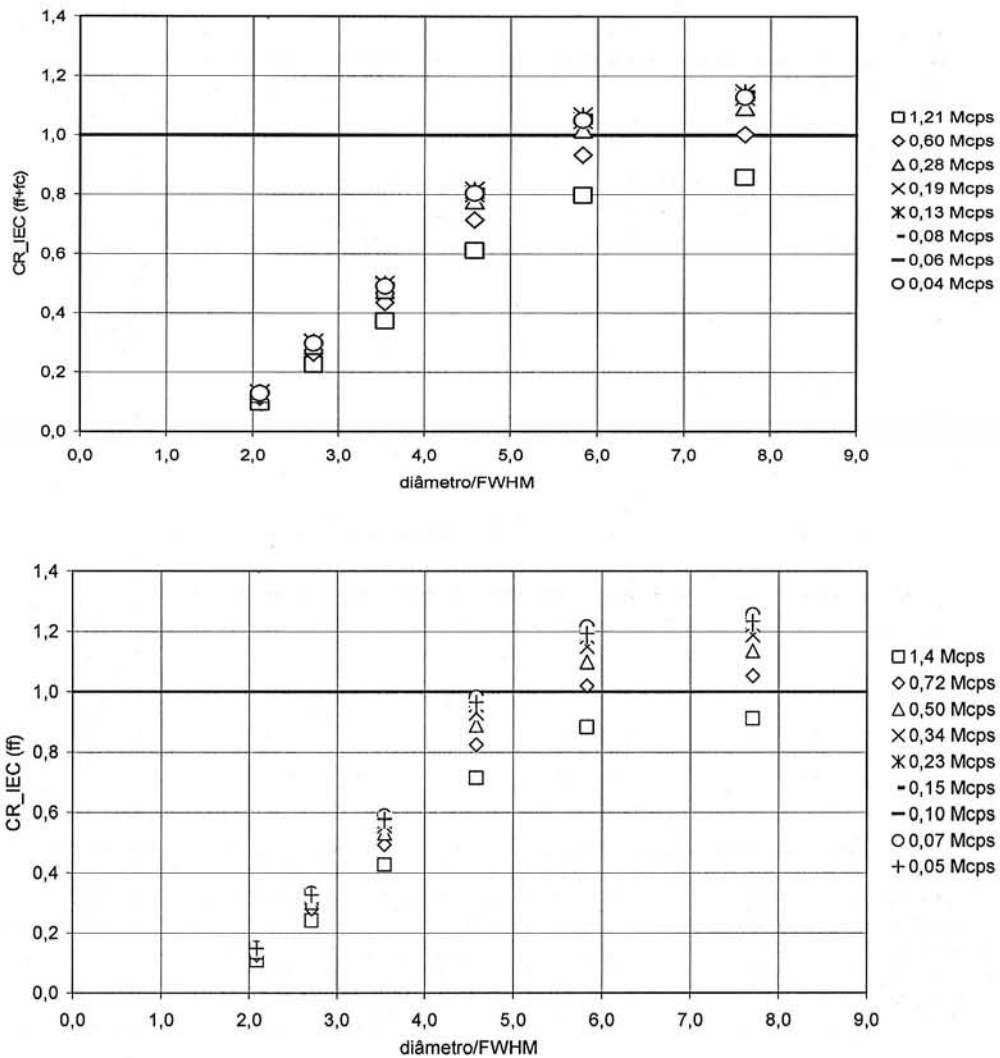 1,4
1,2
1,0
0,8
0,6
0,4
0,2
0,0
CR_IEC (ff+fc)
0,0 1,0 2,0 3,0 4,0 5,0 6,0 7,0 8,0 9,0
diâmetro/FWHM
1,21 Mcps
0,60 Mcps
0,28 Mcps
0,19 Mcps
0,13 Mcps
0,08 Mcps
0,06 Mcps
0,04 Mcps
1,4
1,2
1,0
0,8
0,6
0,4
0,2
0,0
CR_IEC (ff)
0,0 1,0 2,0 3,0 4,0 5,0 6,0 7,0 8,0 9,0
diâmetro/FWHM
1,4 Mcps
0,72 Mcps
0,50 Mcps
0,34 Mcps
0,23 Mcps
0,15 Mcps
0,10 Mcps
0,07 Mcps
0,05 Mcps